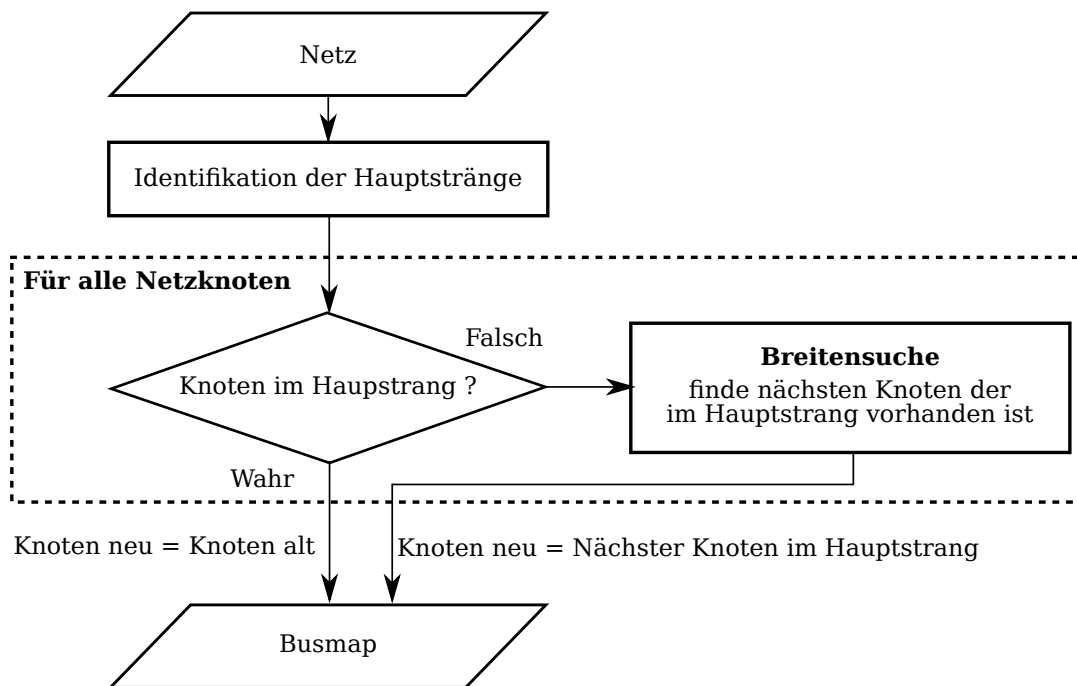 Netz
Identifikation der Hauptstränge
Für alle Netzknoten
Falsch
Knoten im Haupstrang ?
Breitensuche
finde nächsten Knoten der
im Hauptstrang vorhanden ist
Wahr
Knoten neu = Knoten alt
Knoten neu = Nächster Knoten im Hauptstrang
Busmap